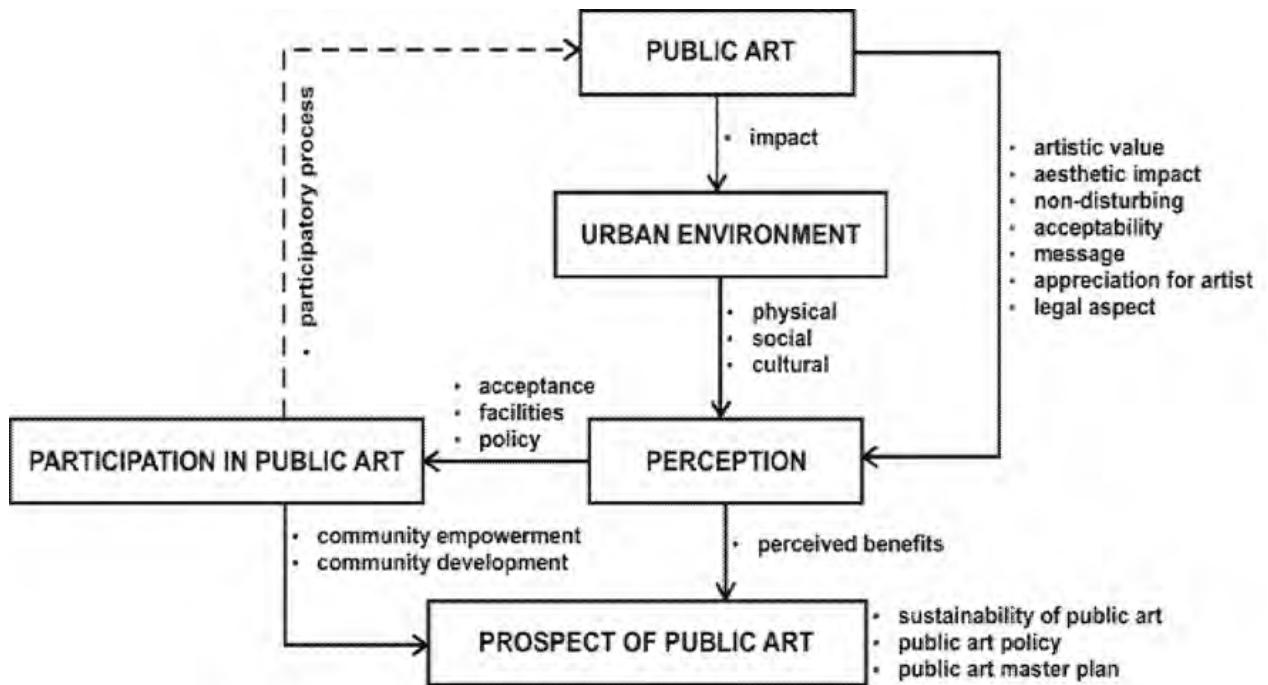 PUBLIC ART
• participatory process
• impact
• artistic value
• aesthetic impact
• non-disturbing
• acceptability
• message
• appreciation for artist
• legal aspect
URBAN ENVIRONMENT
• physical
• social
• cultural
• acceptance
• facilities
• policy
PARTICIPATION IN PUBLIC ART
PERCEPTION
• community empowerment
• community development
• perceived benefits
PROSPECT OF PUBLIC ART
• sustainability of public art
• public art policy
• public art master plan